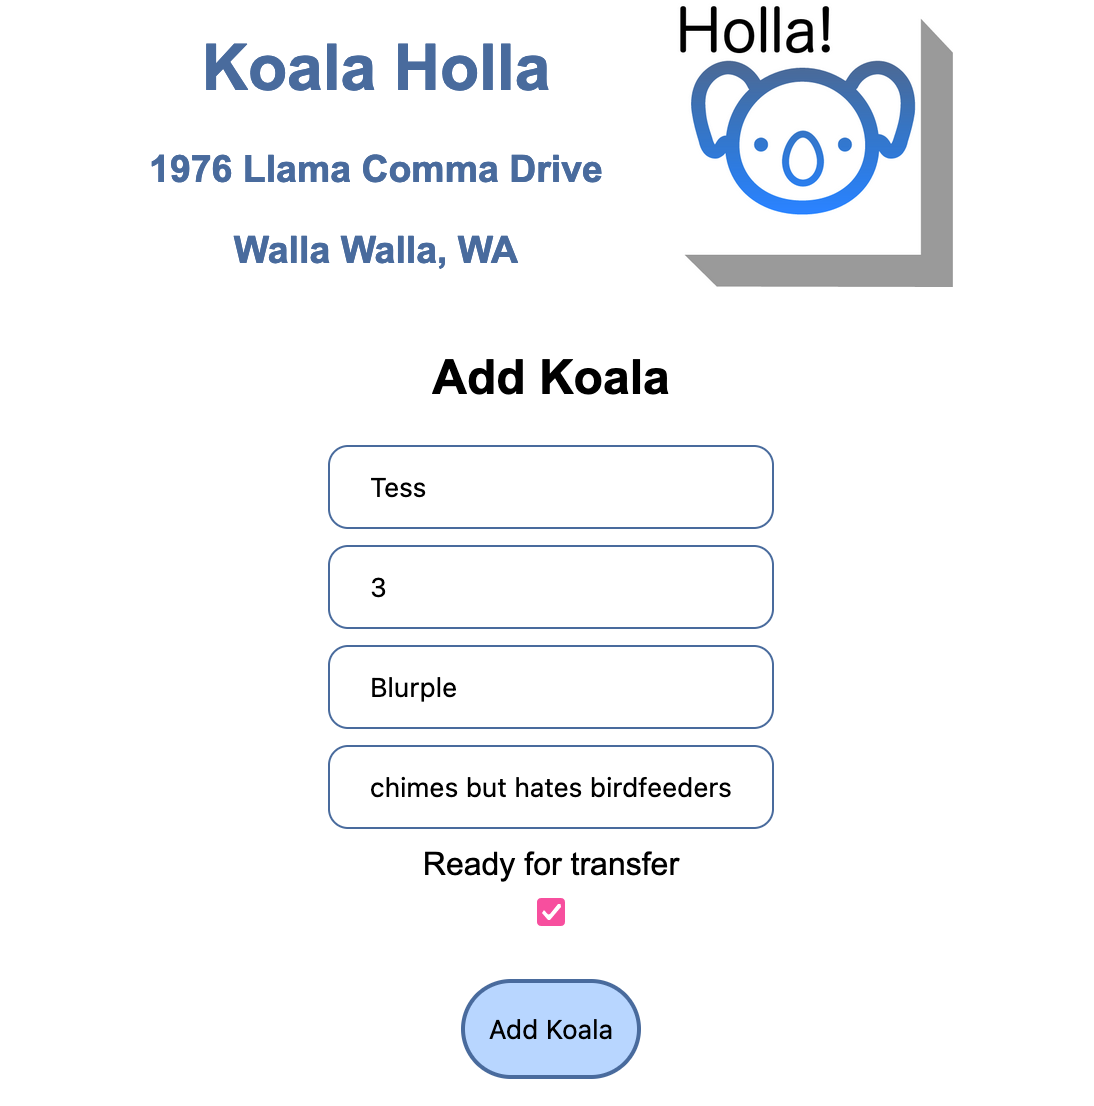 Koala Holla
1976 Llama Comma Drive
Walla Walla, WA
Holla!
Add Koala
Tess
3
Blurple
chimes but hates birdfeeders
Ready for transfer
Add Koala